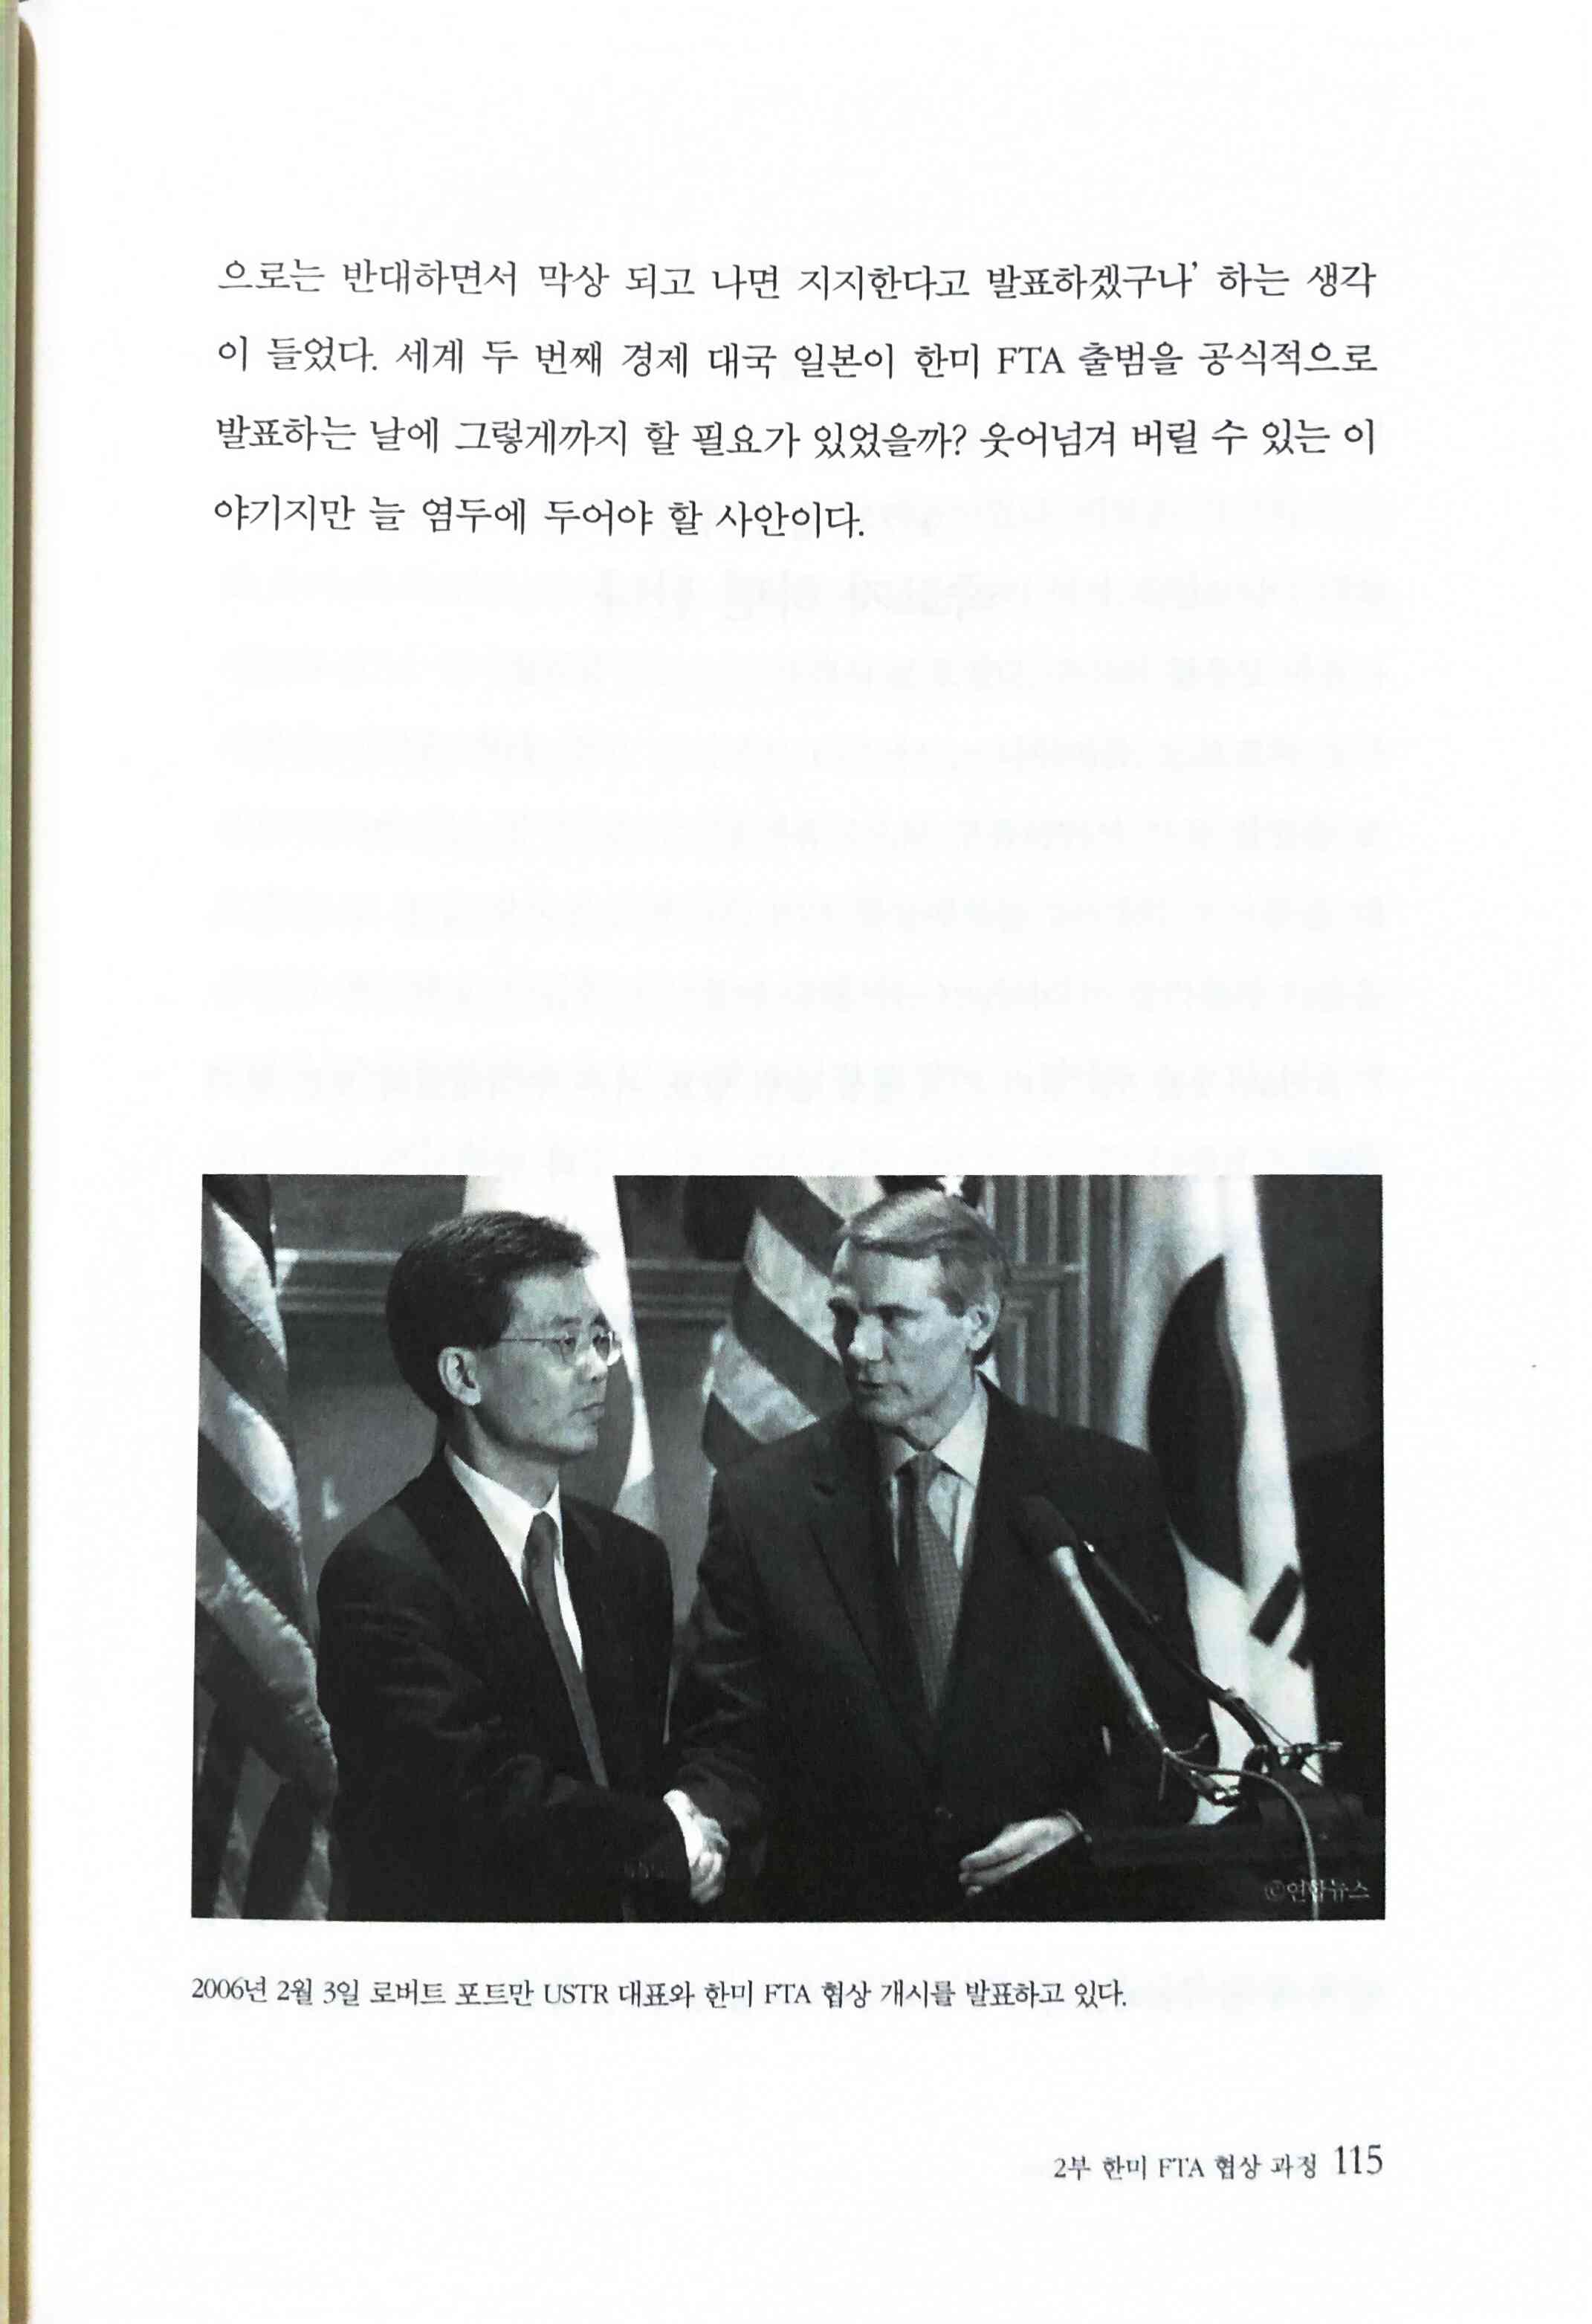 으로는 반대하면서 막상 되고 나면 지지한다고 발표하겠구나’ 하는 생각
이 들었다. 세계 두 번째 경제 대국 일본이 한미 FTA 출범을 공식적으로
발표하는 날에 그렇게까지 할 필요가 있었을까? 웃어넘겨 버릴 수 있는 이
야기지만 늘 염두에 두어야 할 사안이다.
©연합뉴스
2006년 2월 3일 로버트 포트만 USTR 대표와 한미 FTA 협상 개시를 발표하고 있다.
2부 한미 FTA 협상 과정 115